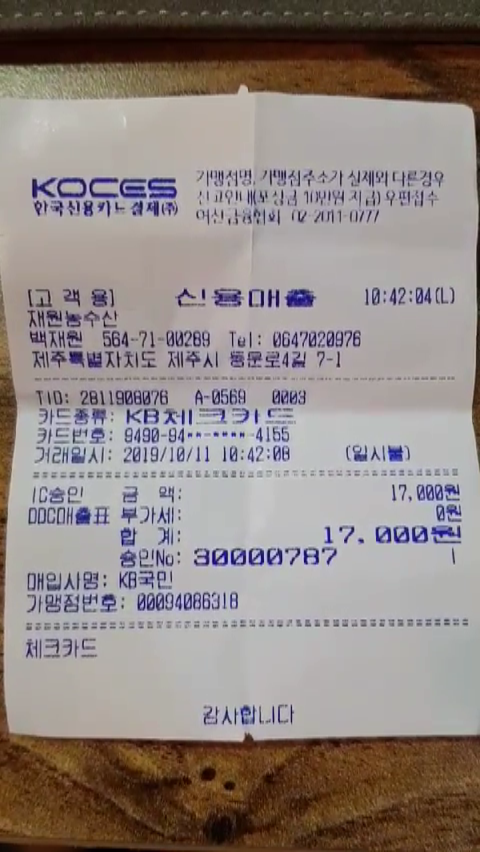 KOCES
한국신용카드결제(주)
가맹점명, 가맹점주소가 실제와 다른경우
신고안내(포상금 10만원 지급) 우편접수
여신금융협회 02-2011-0777
[고 객 용] 신용매출 10:42:04(L)
재원농수산
백재원 564-71-00269 Tel: 0647020976
제주특별자치도 제주시 동문로4길 7-1
TID: 2811908076 A-0569 0003
카드종류: KB체크카드
카드번호: 9490-94**-****-4155
거래일시: 2019/10/11 10:42:08 (일시불)
IC승인 금 액: 17,000원
DDC매출표 부가세: 0원
합 계: 17,000원
승인No: 30000787 1
매입사명: KB국민
가맹점번호: 00094086318
체크카드
감사합니다